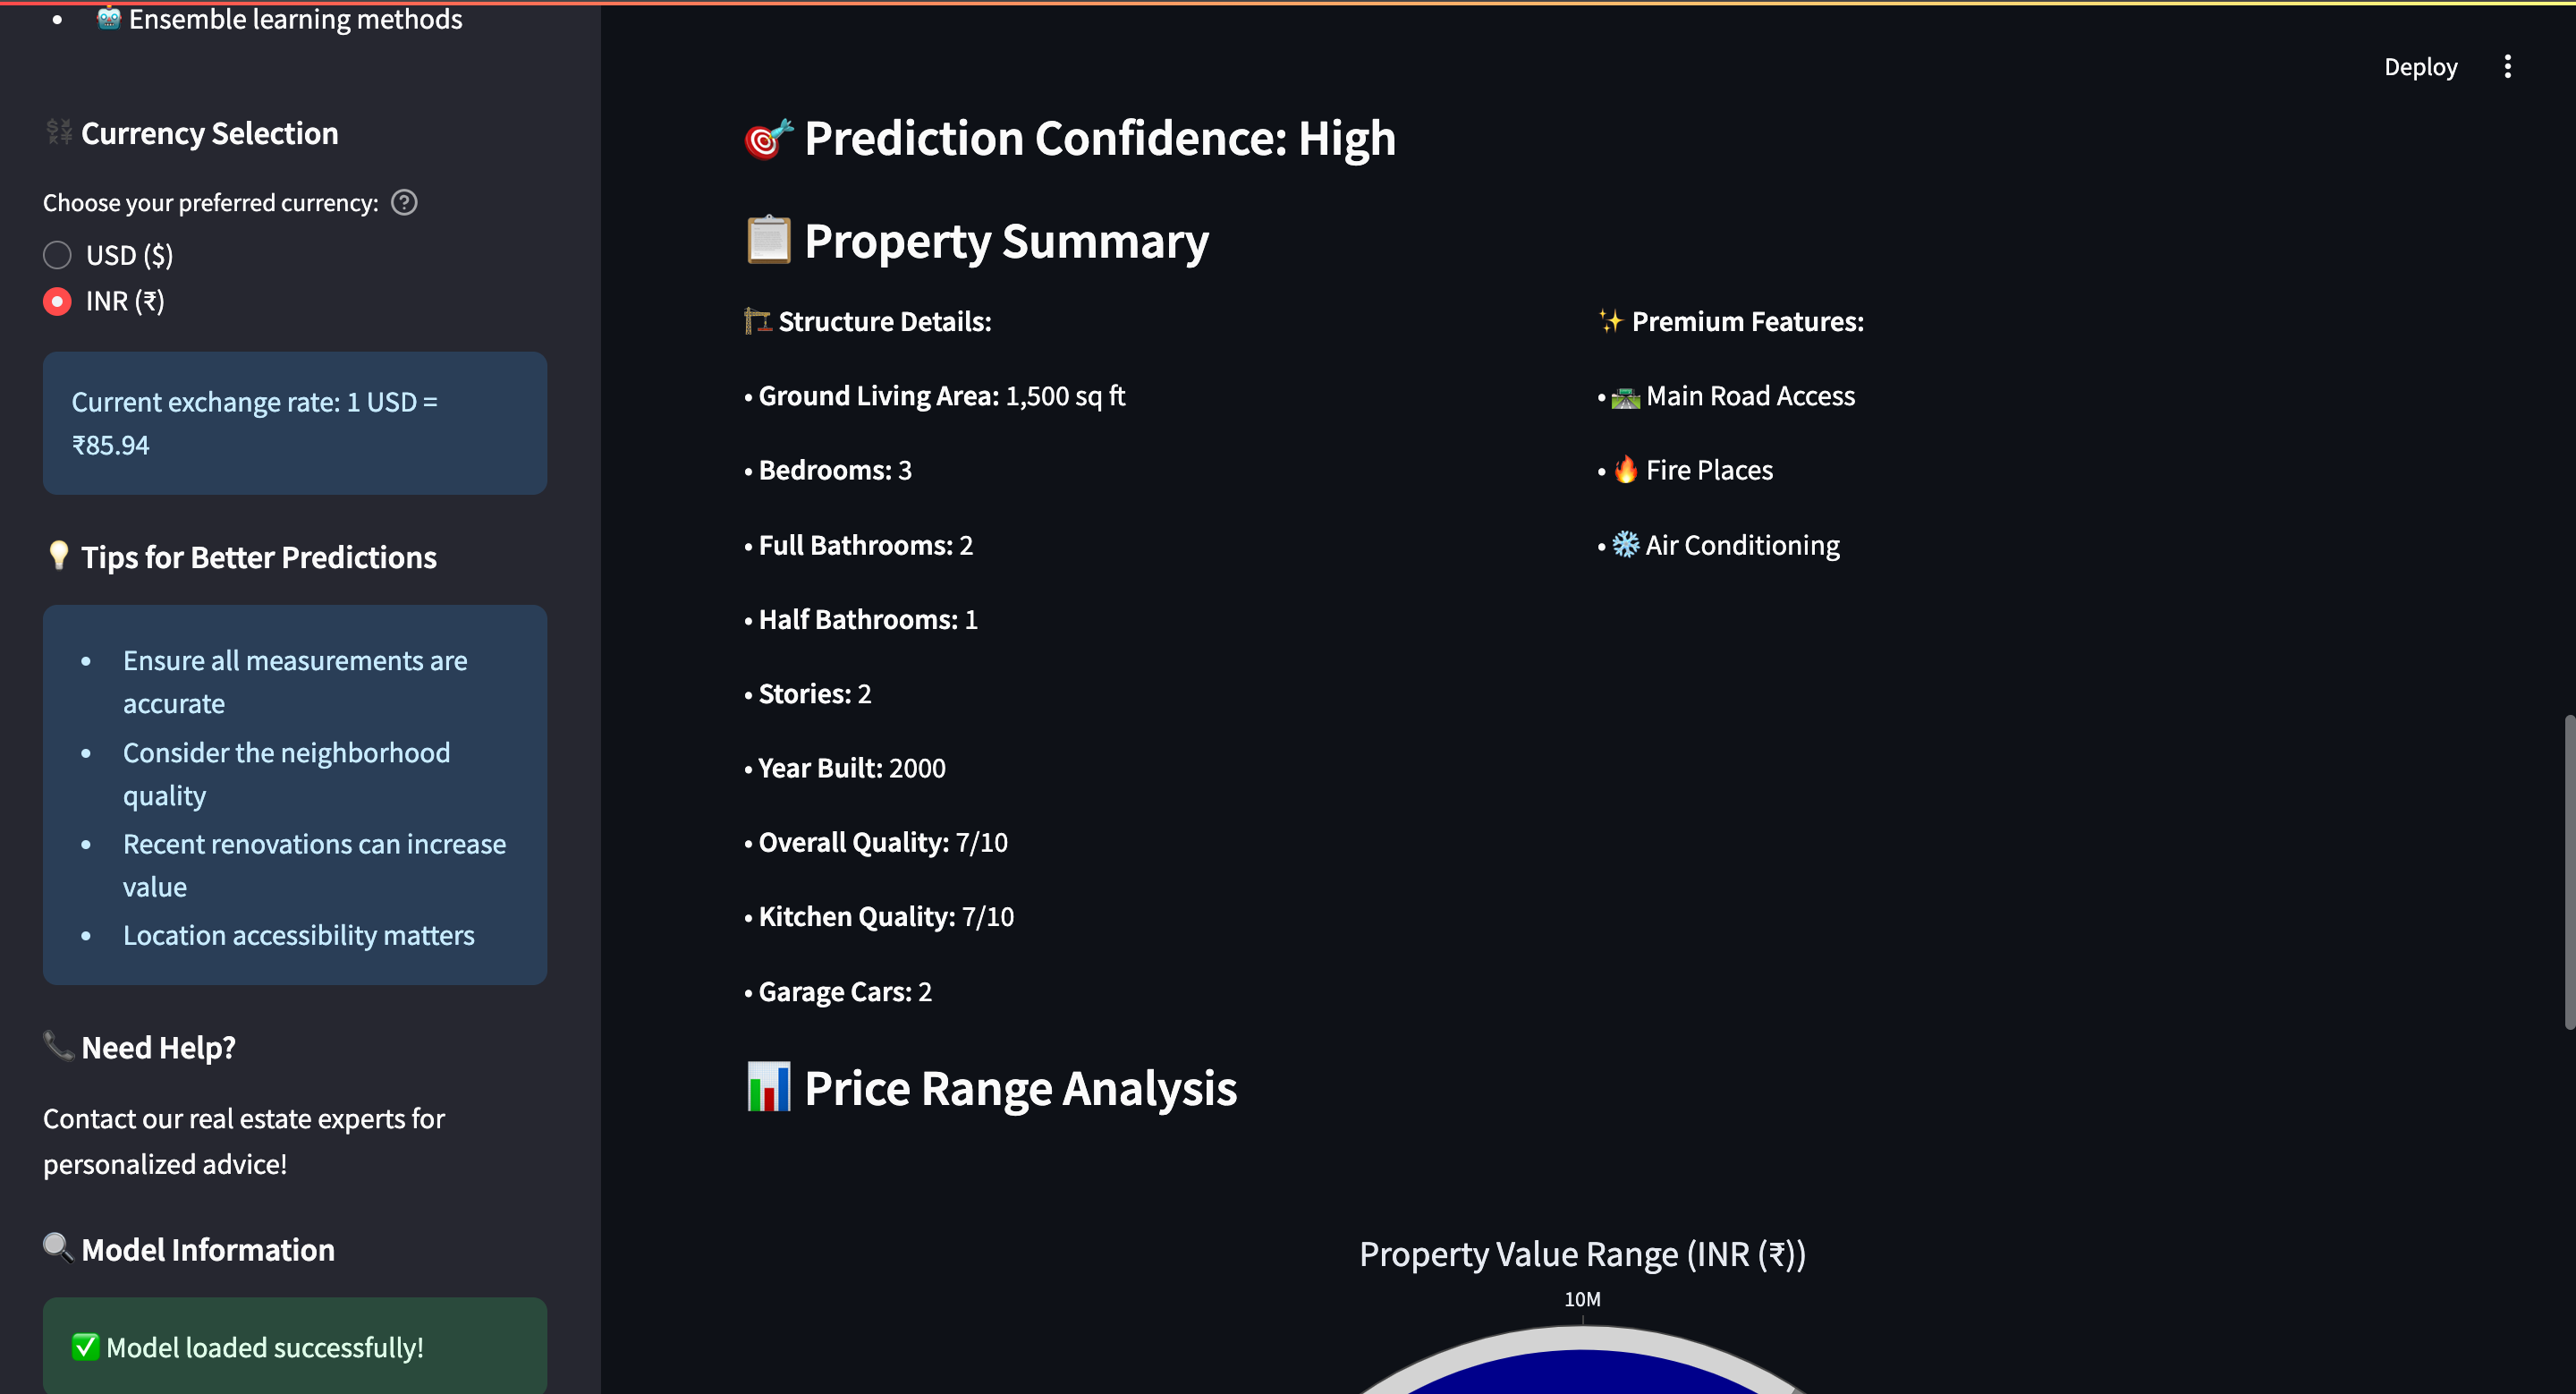 • 🤖 Ensemble learning methods
💱 Currency Selection
Choose your preferred currency: ?
USD ($)
INR (₹)
Current exchange rate: 1 USD =
₹85.94
💡 Tips for Better Predictions
• Ensure all measurements are
accurate
• Consider the neighborhood
quality
• Recent renovations can increase
value
• Location accessibility matters
📞 Need Help?
Contact our real estate experts for
personalized advice!
🔍 Model Information
✅ Model loaded successfully!
Deploy
🎯 Prediction Confidence: High
📋 Property Summary
🏗️ Structure Details:
• Ground Living Area: 1,500 sq ft
• Bedrooms: 3
• Full Bathrooms: 2
• Half Bathrooms: 1
• Stories: 2
• Year Built: 2000
• Overall Quality: 7/10
• Kitchen Quality: 7/10
• Garage Cars: 2
✨ Premium Features:
• 🛣️ Main Road Access
• 🔥 Fire Places
• ❄️ Air Conditioning
📊 Price Range Analysis
Property Value Range (INR (₹))
10M